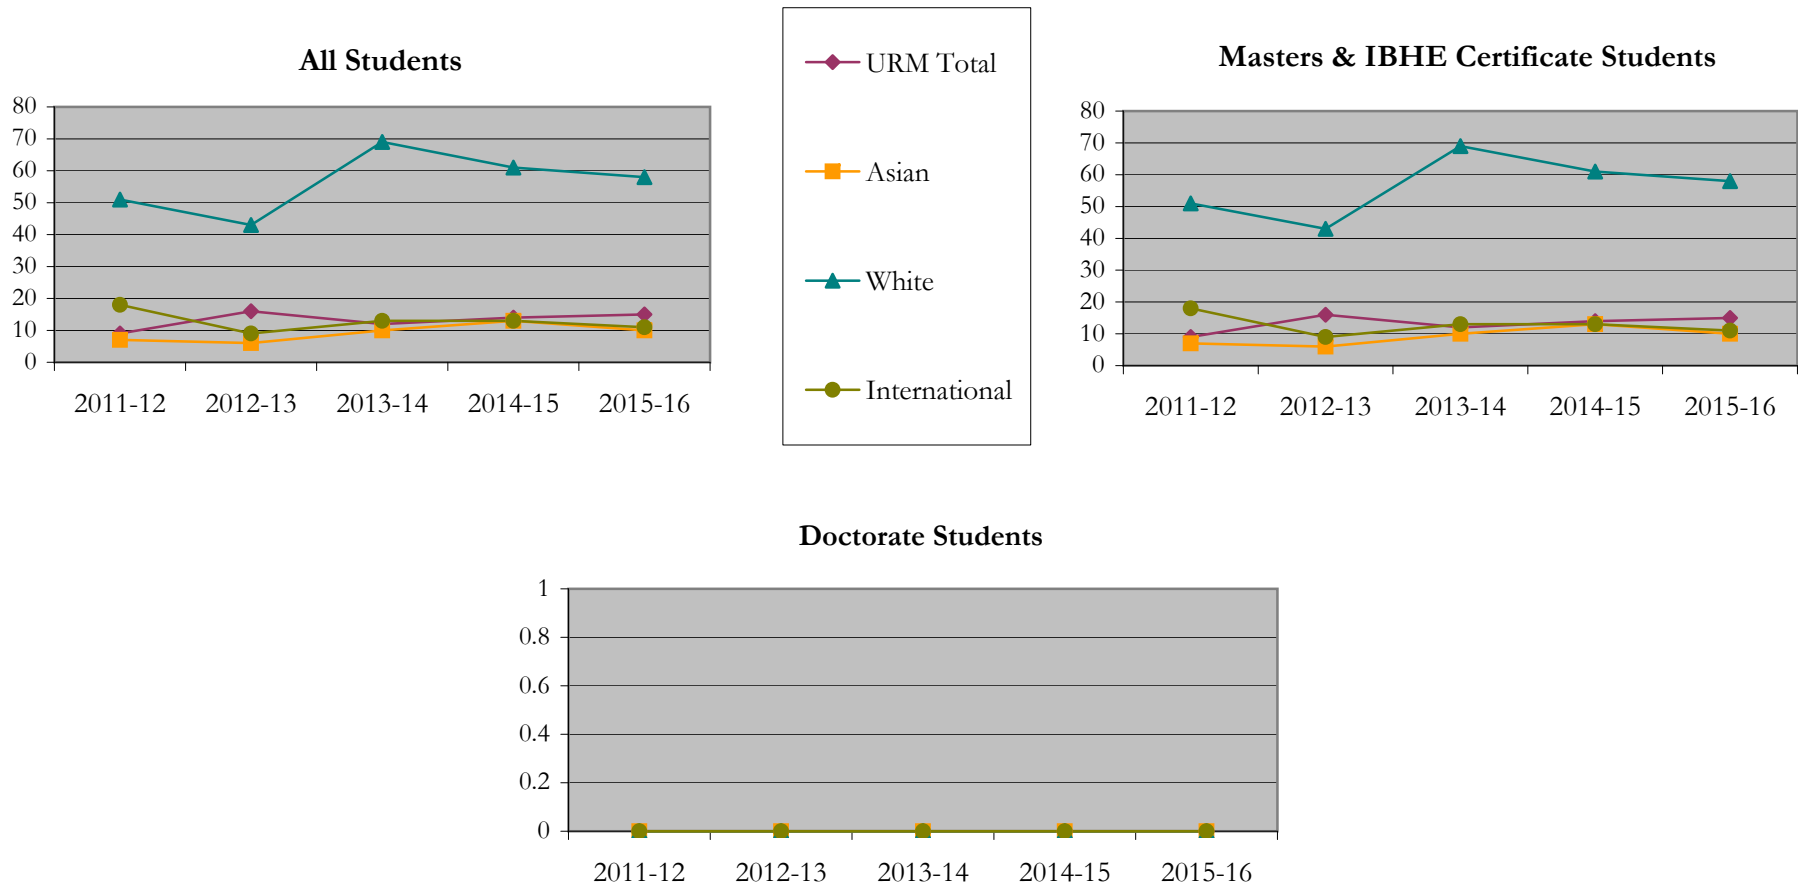 All Students
80
70
60
50
40
30
20
10
0
2011-12 2012-13 2013-14 2014-15 2015-16
URM Total
Asian
White
International
Masters & IBHE Certificate Students
80
70
60
50
40
30
20
10
0
2011-12 2012-13 2013-14 2014-15 2015-16
Doctorate Students
1
0.8
0.6
0.4
0.2
0
2011-12 2012-13 2013-14 2014-15 2015-16